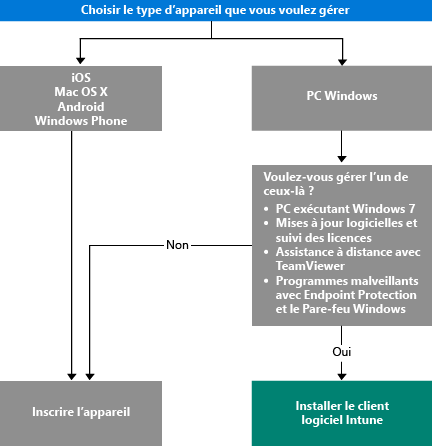 Choisir le type d'appareil que vous voulez gérer
iOS
Mac OS X
Android
Windows Phone
PC Windows
Voulez-vous gérer l'un de
ceux-là ?
• PC exécutant Windows 7
• Mises à jour logicielles et
suivi des licences
• Assistance à distance avec
TeamViewer
• Programmes malveillants
avec Endpoint Protection
et le Pare-feu Windows
Non
Oui
Inscrire l'appareil
Installer le client
logiciel Intune